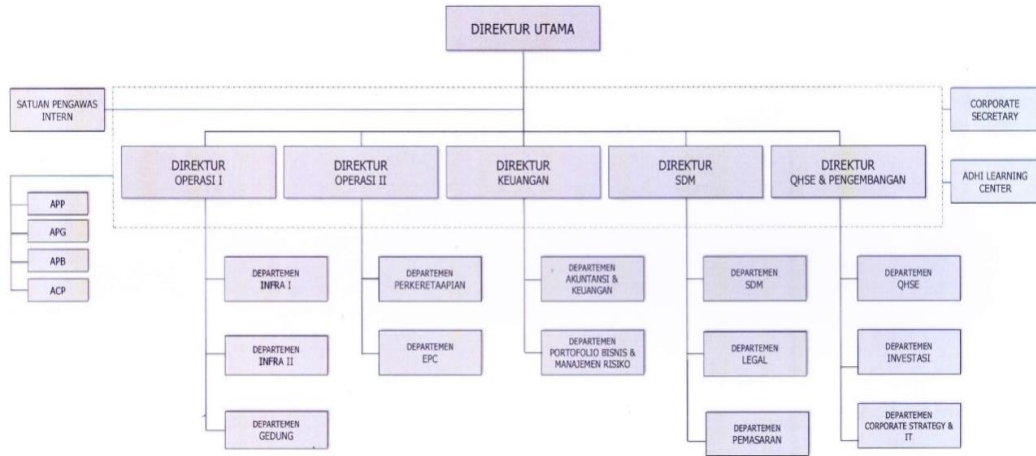 DIREKTUR UTAMA
SATUAN PENGAWAS
INTERN
CORPORATE
SECRETARY
DIREKTUR
OPERASI I
DIREKTUR
OPERASI II
DIREKTUR
KEUANGAN
DIREKTUR
SDM
DIREKTUR
QHSE & PENGEMBANGAN
ADHI LEARNING
CENTER
APP
APG
APB
ACP
DEPARTEMEN
INFRA I
DEPARTEMEN
PERKERETAAPIAN
DEPARTEMEN
AKUNTANSI &
KEUANGAN
DEPARTEMEN
SDM
DEPARTEMEN
QHSE
DEPARTEMEN
INFRA II
DEPARTEMEN
EPC
DEPARTEMEN
PORTOFOLIO BISNIS &
MANAJEMEN RISIKO
DEPARTEMEN
LEGAL
DEPARTEMEN
INVESTASI
DEPARTEMEN
GEDUNG
DEPARTEMEN
PEMASARAN
DEPARTEMEN
CORPORATE STRATEGY &
IT